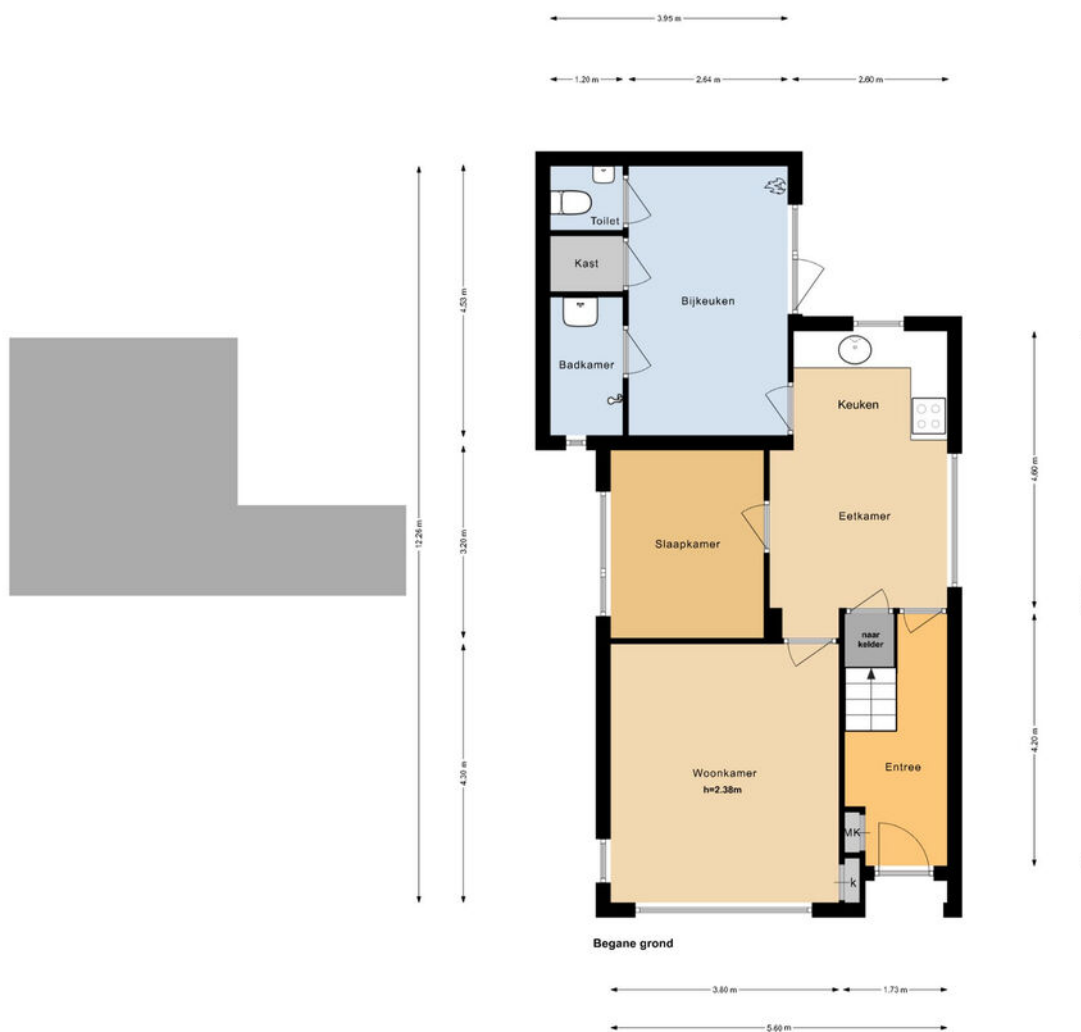 3.95 m
1.20 m
2.64 m
2.60 m
Toilet
Kast
Bijkeuken
4.53 m
Badkamer
Keuken
4.60 m
Eetkamer
12.26 m
3.20 m
Slaapkamer
naar
kelder
4.20 m
4.30 m
Woonkamer
h=2.38m
Entree
MK
k
Begane grond
3.80 m
1.73 m
5.60 m